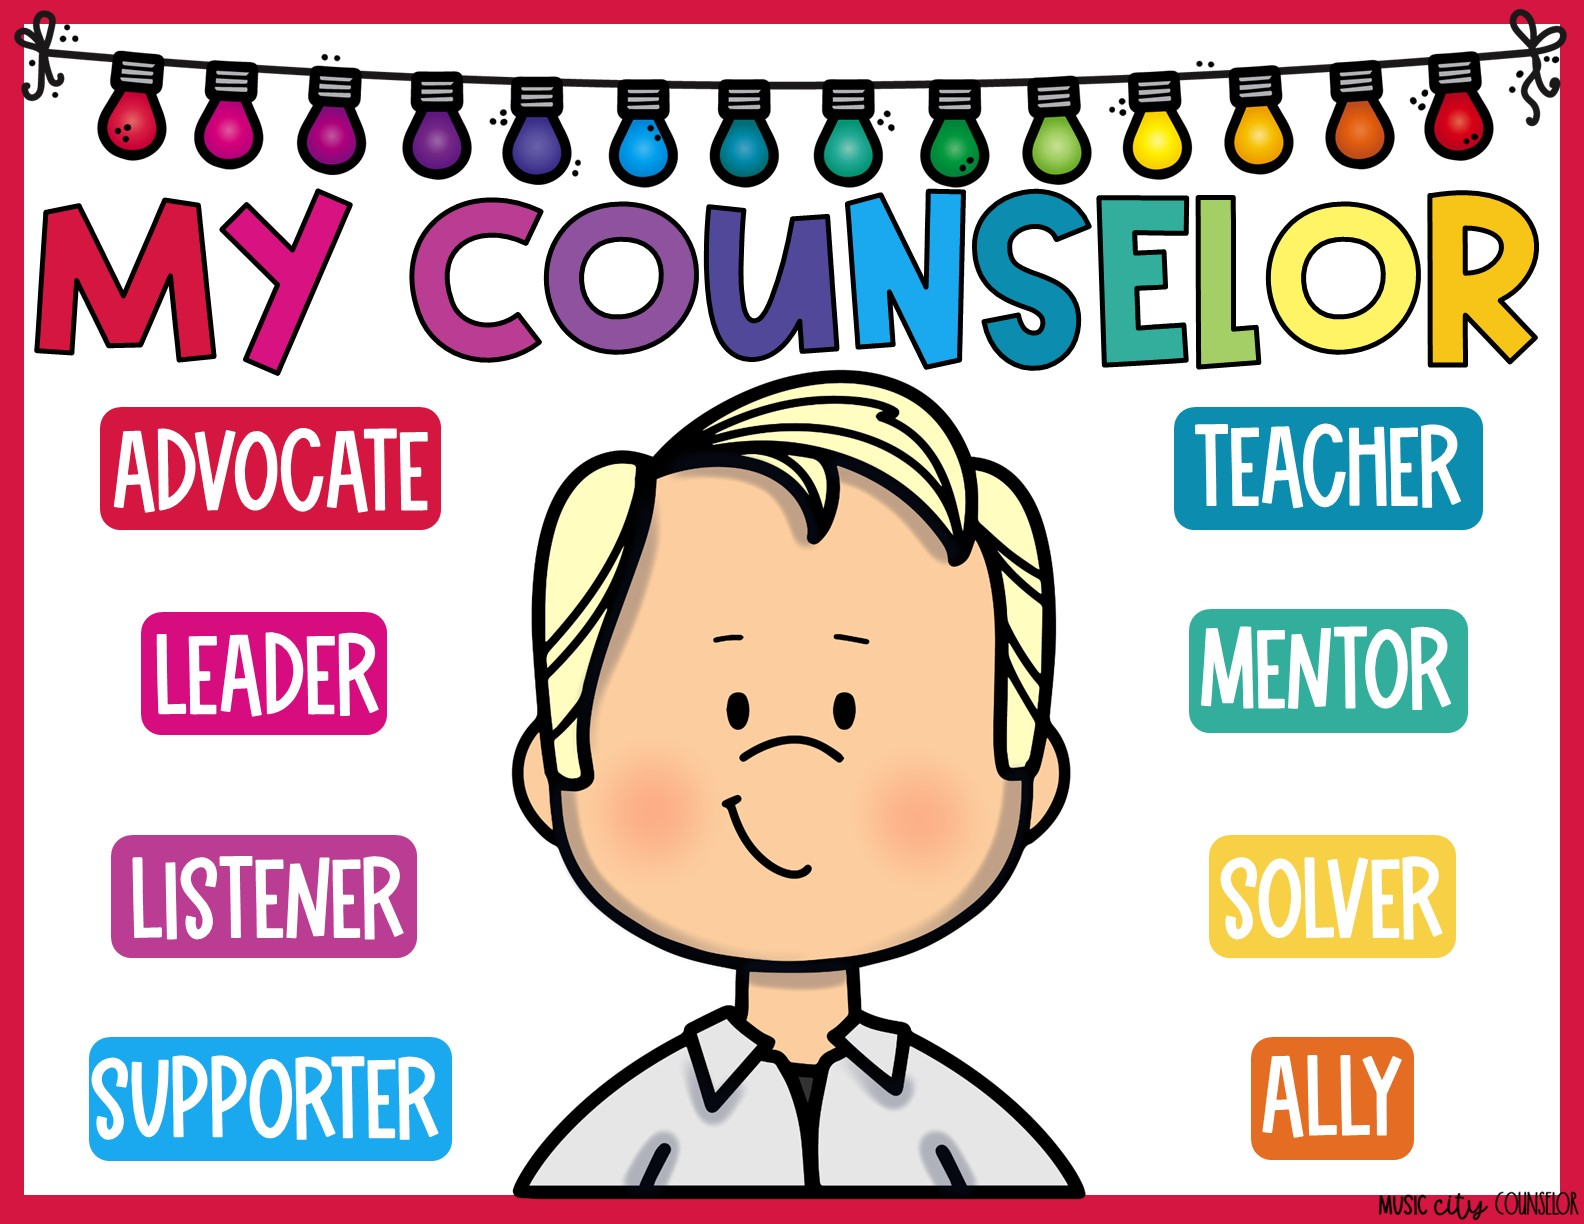 MY COUNSELOR
ADVOCATE
TEACHER
LEADER
MENTOR
LISTENER
SOLVER
SUPPORTER
ALLY
MUSIC city COUNSELOR